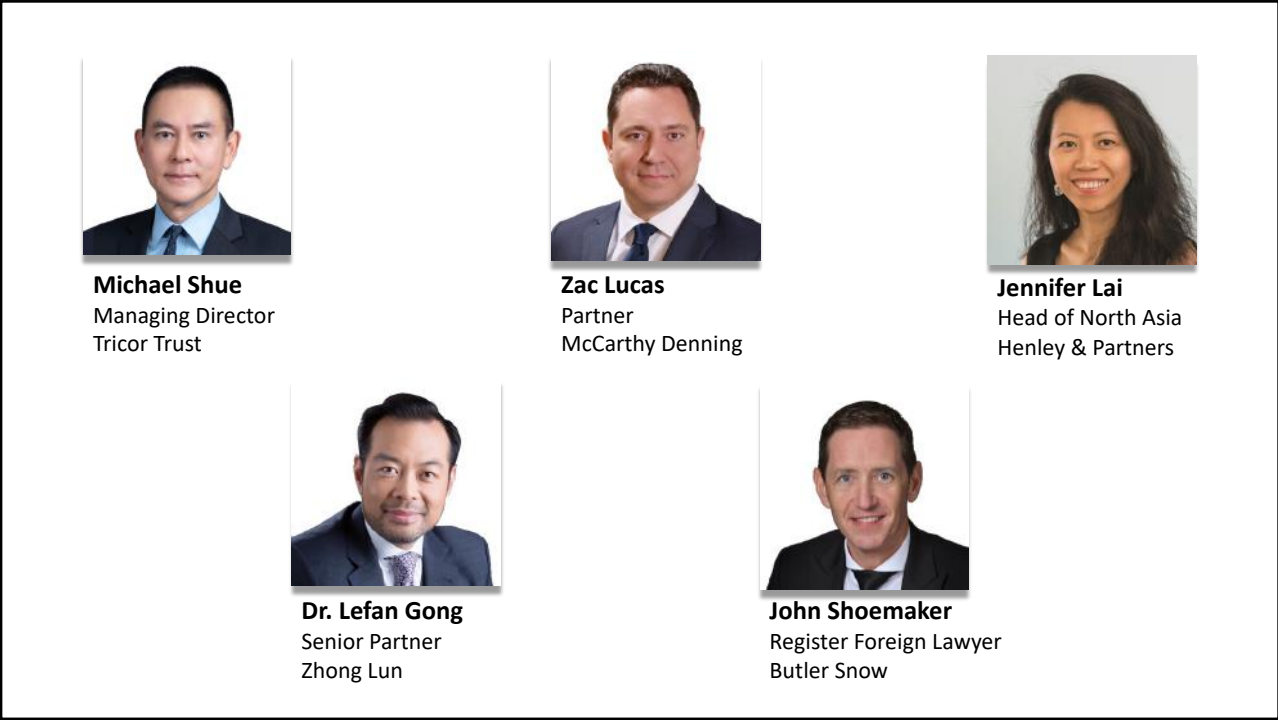 Michael Shue
Managing Director
Tricor Trust
Zac Lucas
Partner
McCarthy Denning
Jennifer Lai
Head of North Asia
Henley & Partners
Dr. Lefan Gong
Senior Partner
Zhong Lun
John Shoemaker
Register Foreign Lawyer
Butler Snow